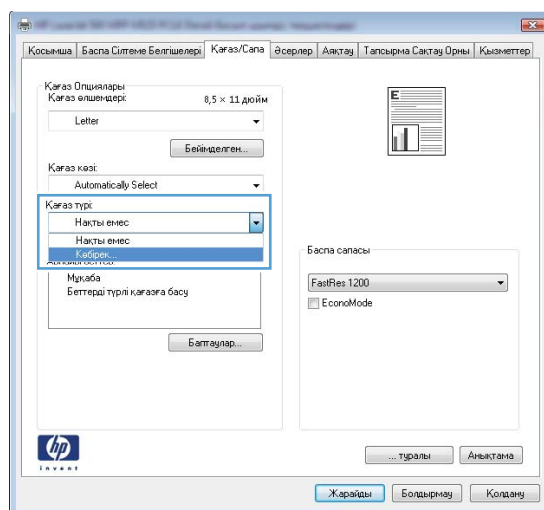 Қосымша Баспа Сілтеме Белгішелері Қағаз/Сапа Әсерлер Аяқтау Тапсырма Сақтау Орны Қызметтер
Қағаз Опциялары
Қағаз өлшемдері: 8,5 × 11 дюйм
Letter
Бейімделген...
Қағаз көзі:
Automatically Select
Қағаз түрі:
Нақты емес
Нақты емес
Көбірек...
Мұқаба
Беттерді түрлі қағазға басу
Баптаулар...
Баспа сапасы
FastRes 1200
EconoMode
E
hp
invent
... туралы Анықтама
Жарайды Болдырмау Қолдану